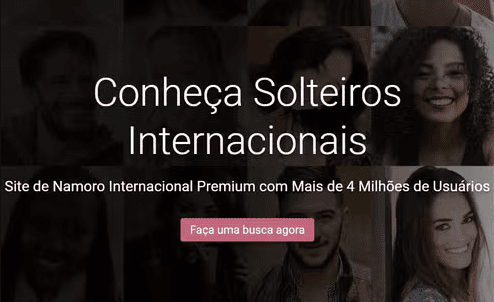 Conheça Solteiros
Internacionais
Site de Namoro Internacional Premium com Mais de 4 Milhões de Usuários
Faça uma busca agora